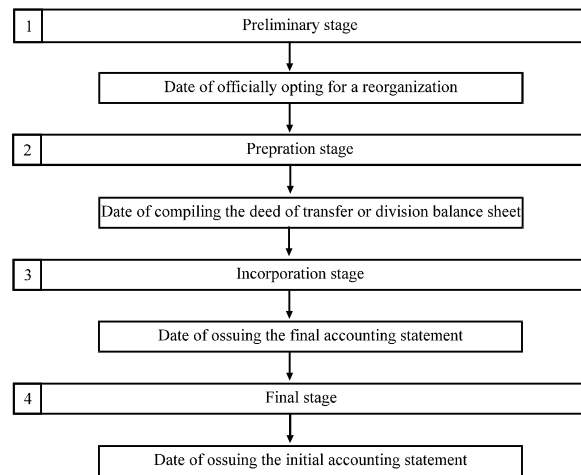 1 Preliminary stage
Date of officially opting for a reorganization
2 Prepration stage
Date of compiling the deed of transfer or division balance sheet
3 Incorporation stage
Date of ossuing the final accounting statement
4 Final stage
Date of ossuing the initial accounting statement